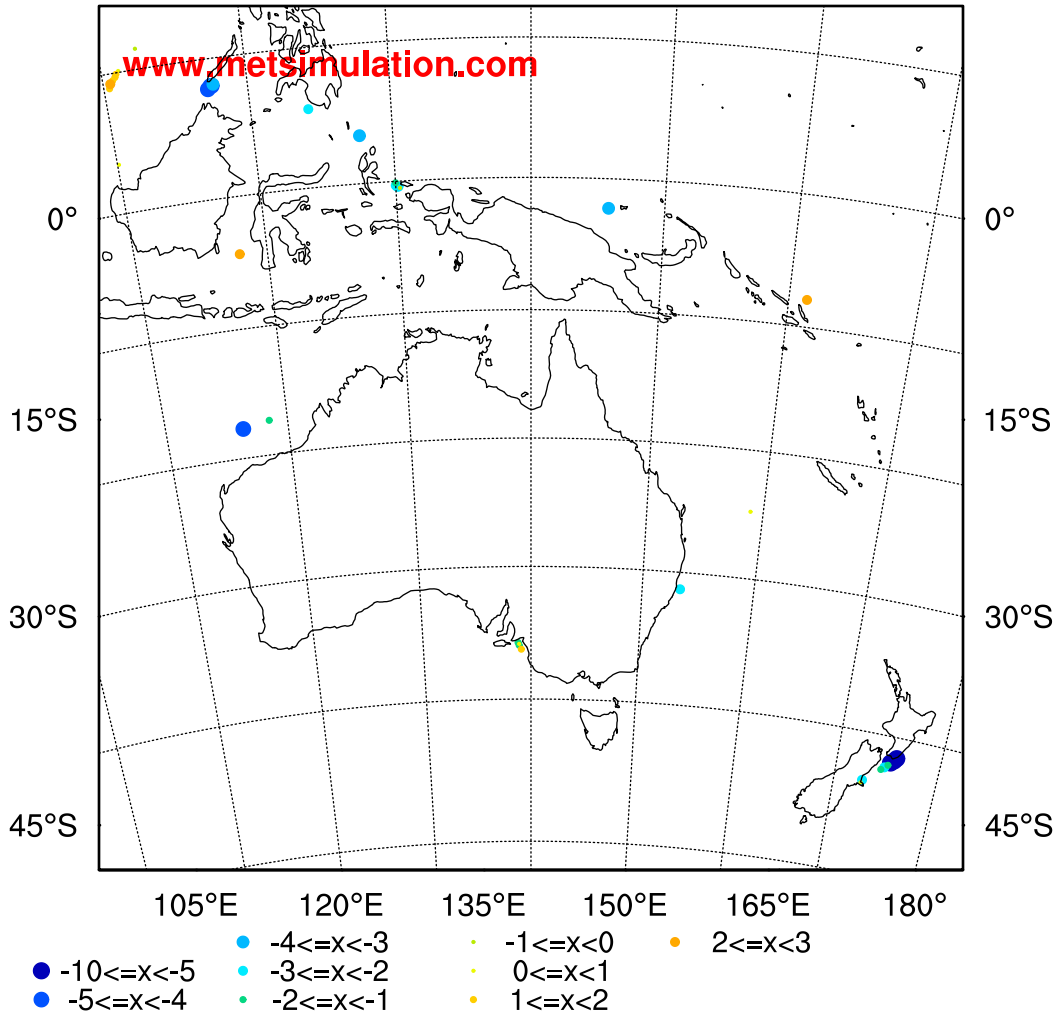 www.metsimulation.com
0° 0°
15°S 15°S
30°S 30°S
45°S 45°S
105°E 120°E 135°E 150°E 165°E 180°
-4<=x<-3 -1<=x<0 2<=x<3
-10<=x<-5 -3<=x<-2 0<=x<1
-5<=x<-4 -2<=x<-1 1<=x<2